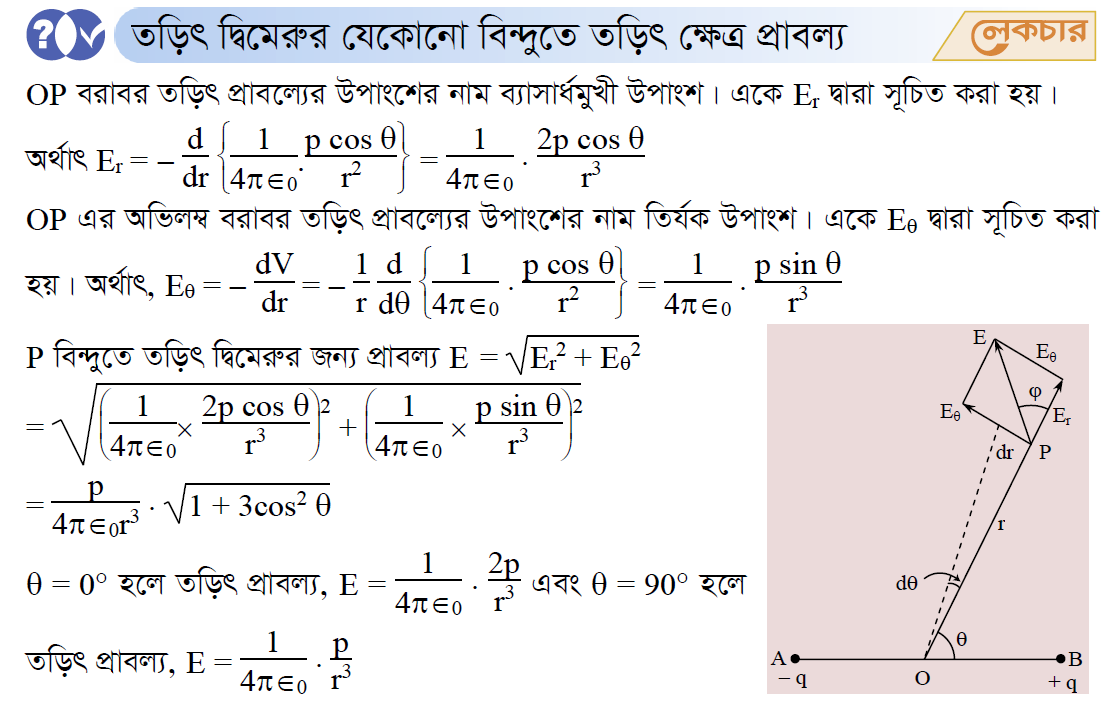 তড়িৎ দ্বিমেরুর যেকোনো বিন্দুতে তড়িৎ ক্ষেত্র প্রাবল্য
লেকচার
OP বরাবর তড়িৎ প্রাবল্যের উপাংশের নাম ব্যাসার্ধমুখী উপাংশ। একে Eᵣ দ্বারা সূচিত করা হয়।
অর্থাৎ Eᵣ = – d/dr {1/4π∈₀ · p cos θ/r²} = 1/4π∈₀ · 2p cos θ/r³
OP এর অভিলম্ব বরাবর তড়িৎ প্রাবল্যের উপাংশের নাম তির্যক উপাংশ। একে Eθ দ্বারা সূচিত করা
হয়। অর্থাৎ, Eθ = – dV/dr = – 1/r d/dθ {1/4π∈₀ · p cos θ/r²} = 1/4π∈₀ · p sin θ/r³
P বিন্দুতে তড়িৎ দ্বিমেরুর জন্য প্রাবল্য E = √(Eᵣ² + Eθ²)
= √((1/4π∈₀ × 2p cos θ/r³)² + (1/4π∈₀ × p sin θ/r³)²)
= p/4π∈₀r³ · √(1 + 3cos² θ)
θ = 0° হলে তড়িৎ প্রাবল্য, E = 1/4π∈₀ · 2p/r³ এবং θ = 90° হলে
তড়িৎ প্রাবল্য, E = 1/4π∈₀ · p/r³
E
Eθ
φ
Eθ
Eᵣ
dr
P
r
dθ
θ
A
B
– q
O
+ q